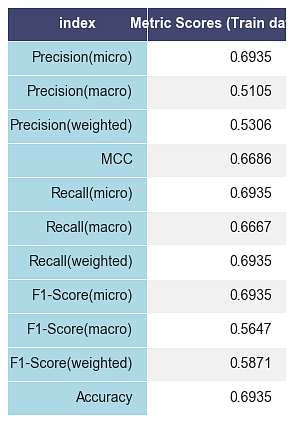 index Metric Scores (Train da
Precision(micro) 0.6935
Precision(macro) 0.5105
Precision(weighted) 0.5306
MCC 0.6686
Recall(micro) 0.6935
Recall(macro) 0.6667
Recall(weighted) 0.6935
F1-Score(micro) 0.6935
F1-Score(macro) 0.5647
F1-Score(weighted) 0.5871
Accuracy 0.6935